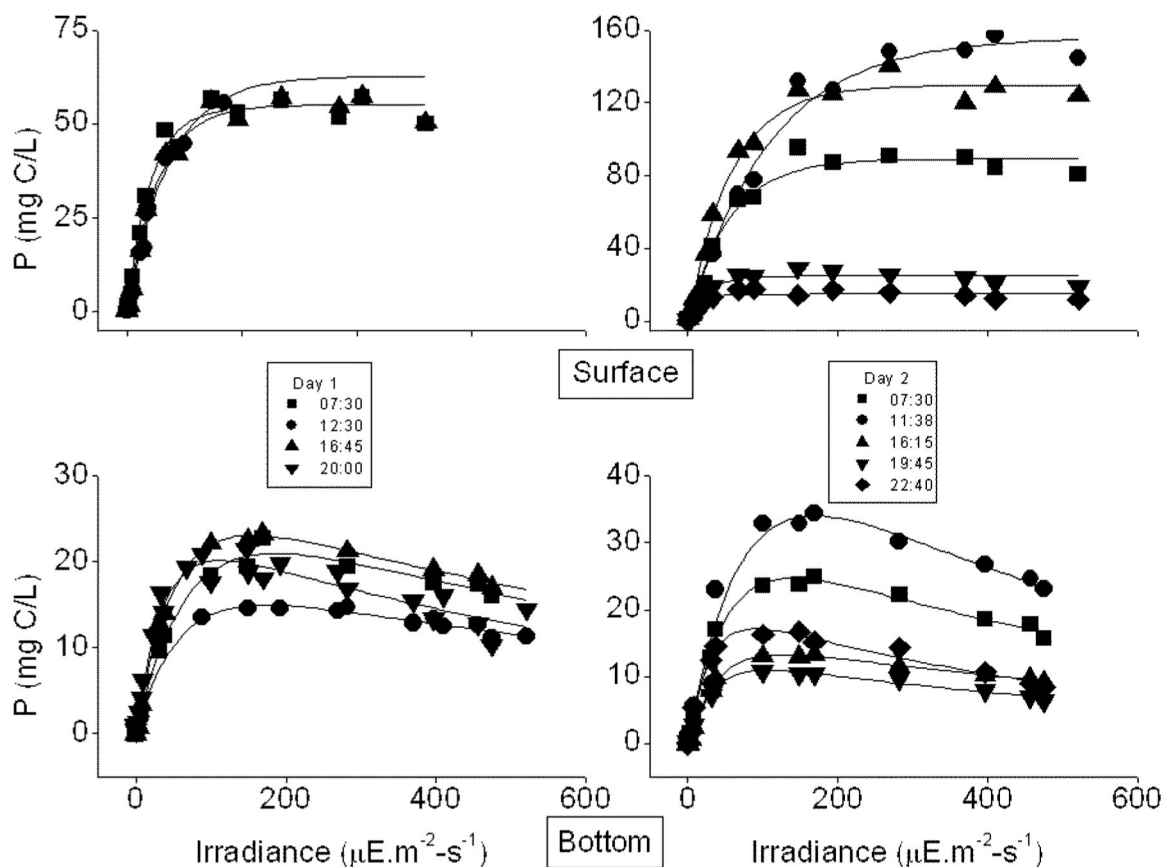 75
50
25
0
P (mg C/L)
160
120
80
40
0
P (mg C/L)
Surface
Day 1
07:30
12:30
16:45
20:00
Day 2
07:30
11:38
16:15
19:45
22:40
30
20
10
0
P (mg C/L)
0 200 400 600
Irradiance (μE.m⁻²-s⁻¹)
40
30
20
10
0
0 200 400 600
Irradiance (μE.m⁻²-s⁻¹)
Bottom